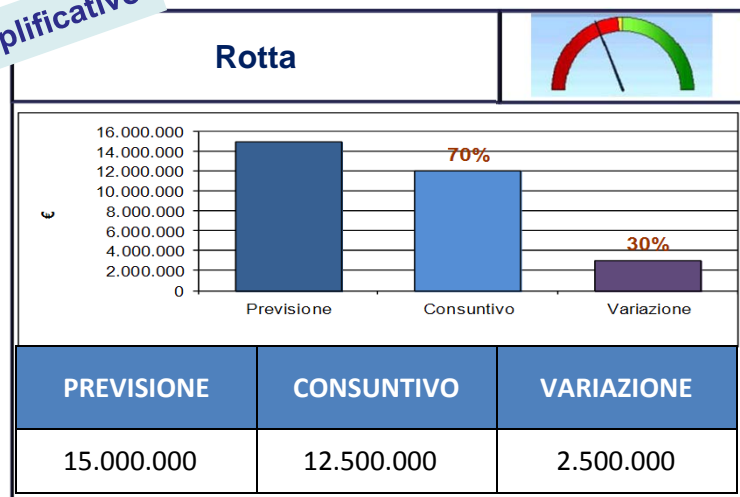 plificativo
Rotta
16.000.000
14.000.000
12.000.000
10.000.000
8.000.000
6.000.000
4.000.000
2.000.000
0
€
70%
30%
Previsione Consuntivo Variazione
PREVISIONE CONSUNTIVO VARIAZIONE
15.000.000 12.500.000 2.500.000